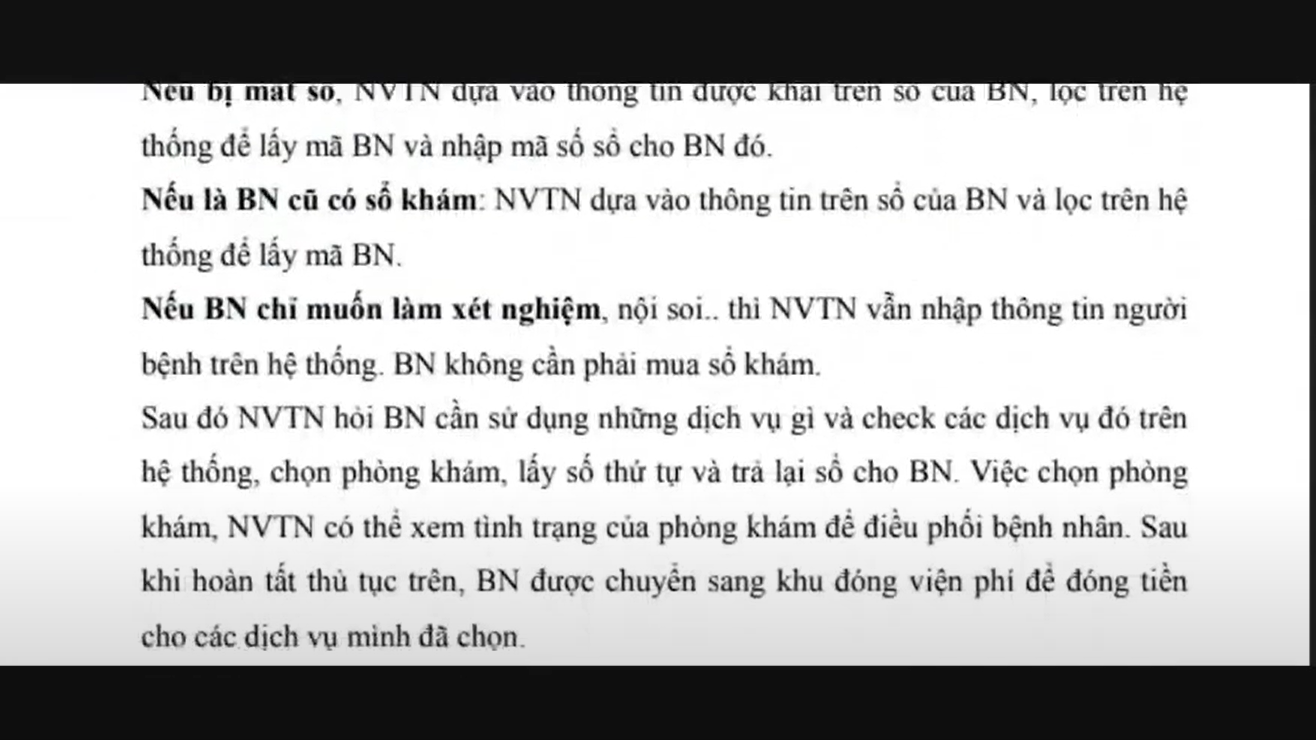 Nếu bị mất sổ, NVTN dựa vào thông tin được khai trên sổ của BN, lọc trên hệ
thống để lấy mã BN và nhập mã số sổ cho BN đó.
Nếu là BN cũ có sổ khám: NVTN dựa vào thông tin trên sổ của BN và lọc trên hệ
thống để lấy mã BN.
Nếu BN chỉ muốn làm xét nghiệm, nội soi.. thì NVTN vẫn nhập thông tin người
bệnh trên hệ thống. BN không cần phải mua sổ khám.
Sau đó NVTN hỏi BN cần sử dụng những dịch vụ gì và check các dịch vụ đó trên
hệ thống, chọn phòng khám, lấy số thứ tự và trả lại sổ cho BN. Việc chọn phòng
khám, NVTN có thể xem tình trạng của phòng khám để điều phối bệnh nhân. Sau
khi hoàn tất thủ tục trên, BN được chuyển sang khu đóng viện phí để đóng tiền
cho các dịch vụ mình đã chọn.